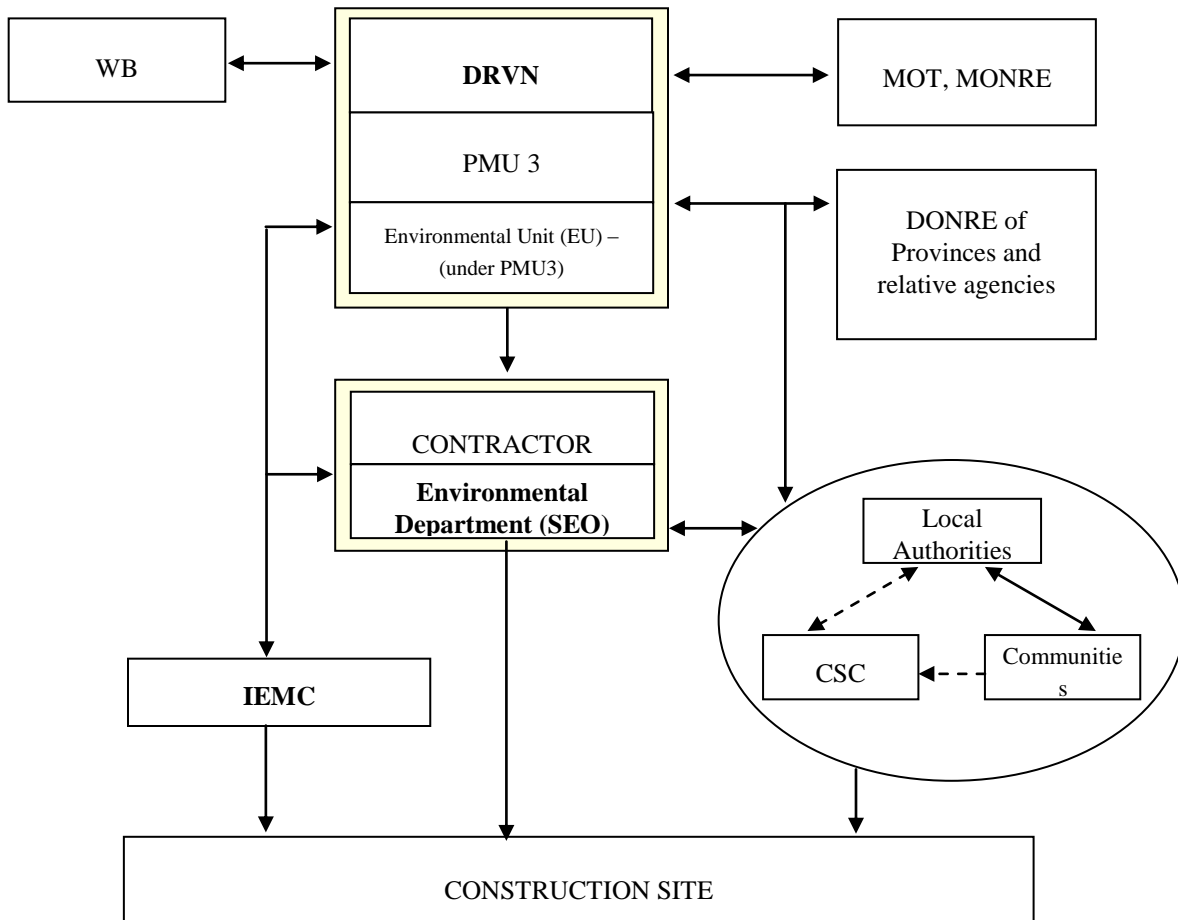 WB
DRVN
MOT, MONRE
PMU 3
Environmental Unit (EU) –
(under PMU3)
DONRE of
Provinces and
relative agencies
CONTRACTOR
Environmental
Department (SEO)
Local
Authorities
CSC
Communitie
s
IEMC
CONSTRUCTION SITE